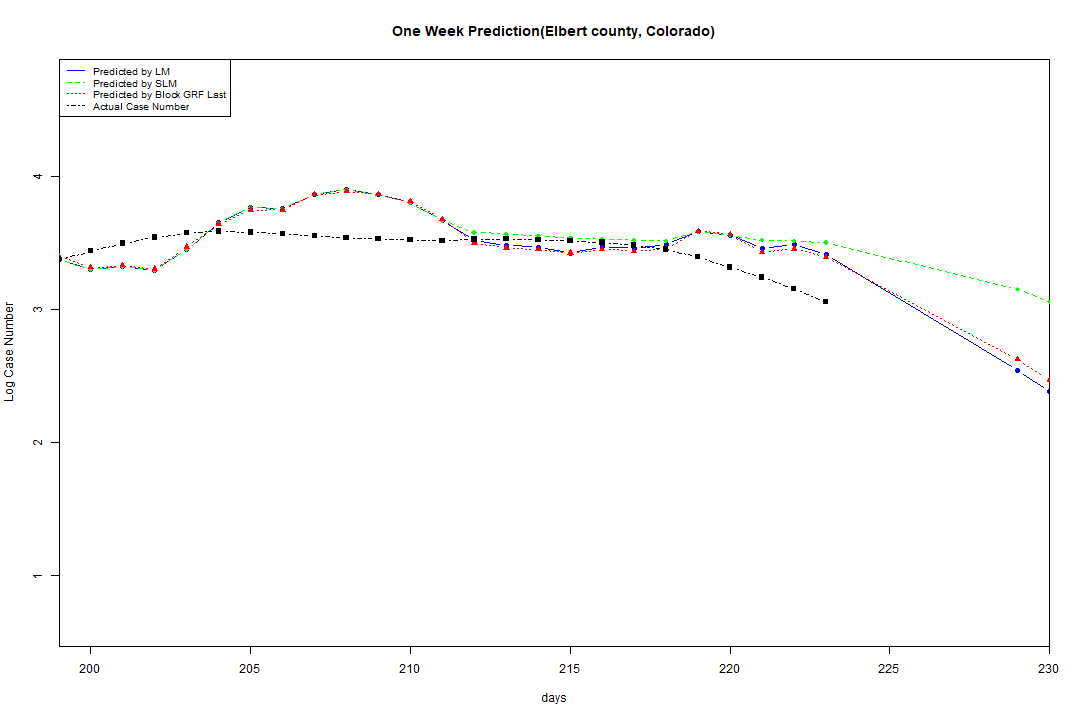 One Week Prediction(Elbert county, Colorado)
Predicted by LM
Predicted by SLM
Predicted by Block GRF Last
Actual Case Number
4
3
2
1
Log Case Number
200 205 210 215 220 225 230
days